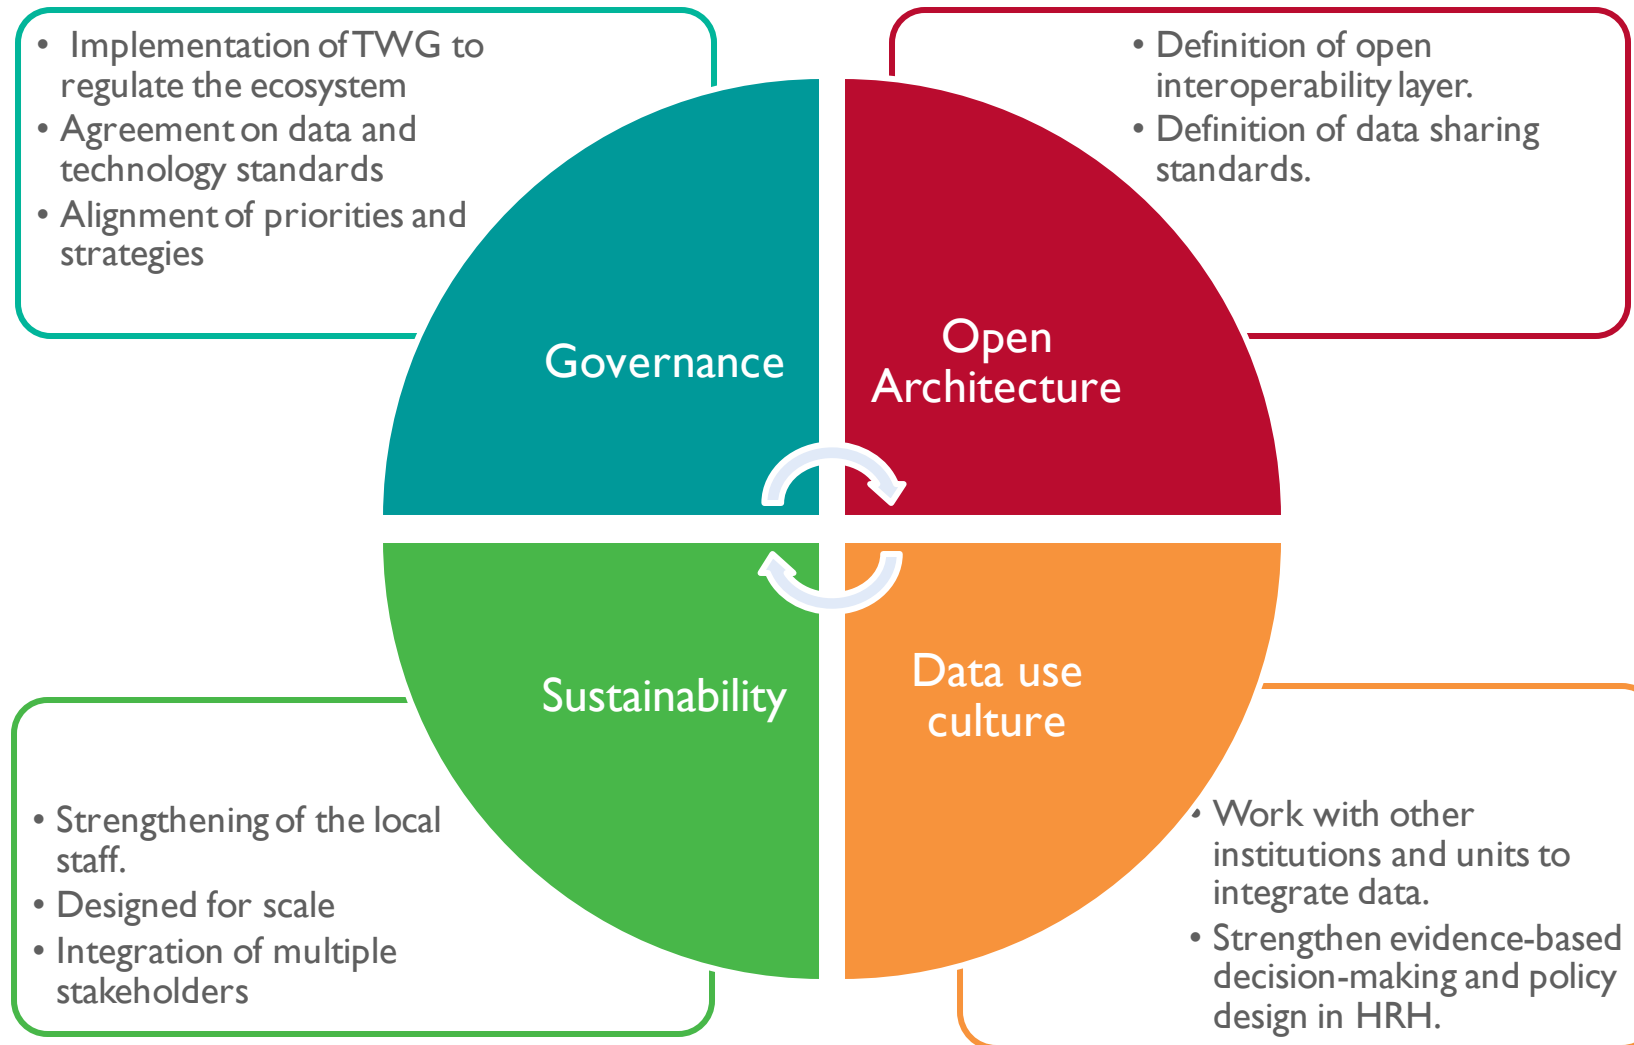 • Implementation of TWG to
regulate the ecosystem
• Agreement on data and
technology standards
• Alignment of priorities and
strategies
• Definition of open
interoperability layer.
• Definition of data sharing
standards.
Governance
Open
Architecture
Sustainability
Data use
culture
• Strengthening of the local
staff.
• Designed for scale
• Integration of multiple
stakeholders
• Work with other
institutions and units to
integrate data.
• Strengthen evidence-based
decision-making and policy
design in HRH.